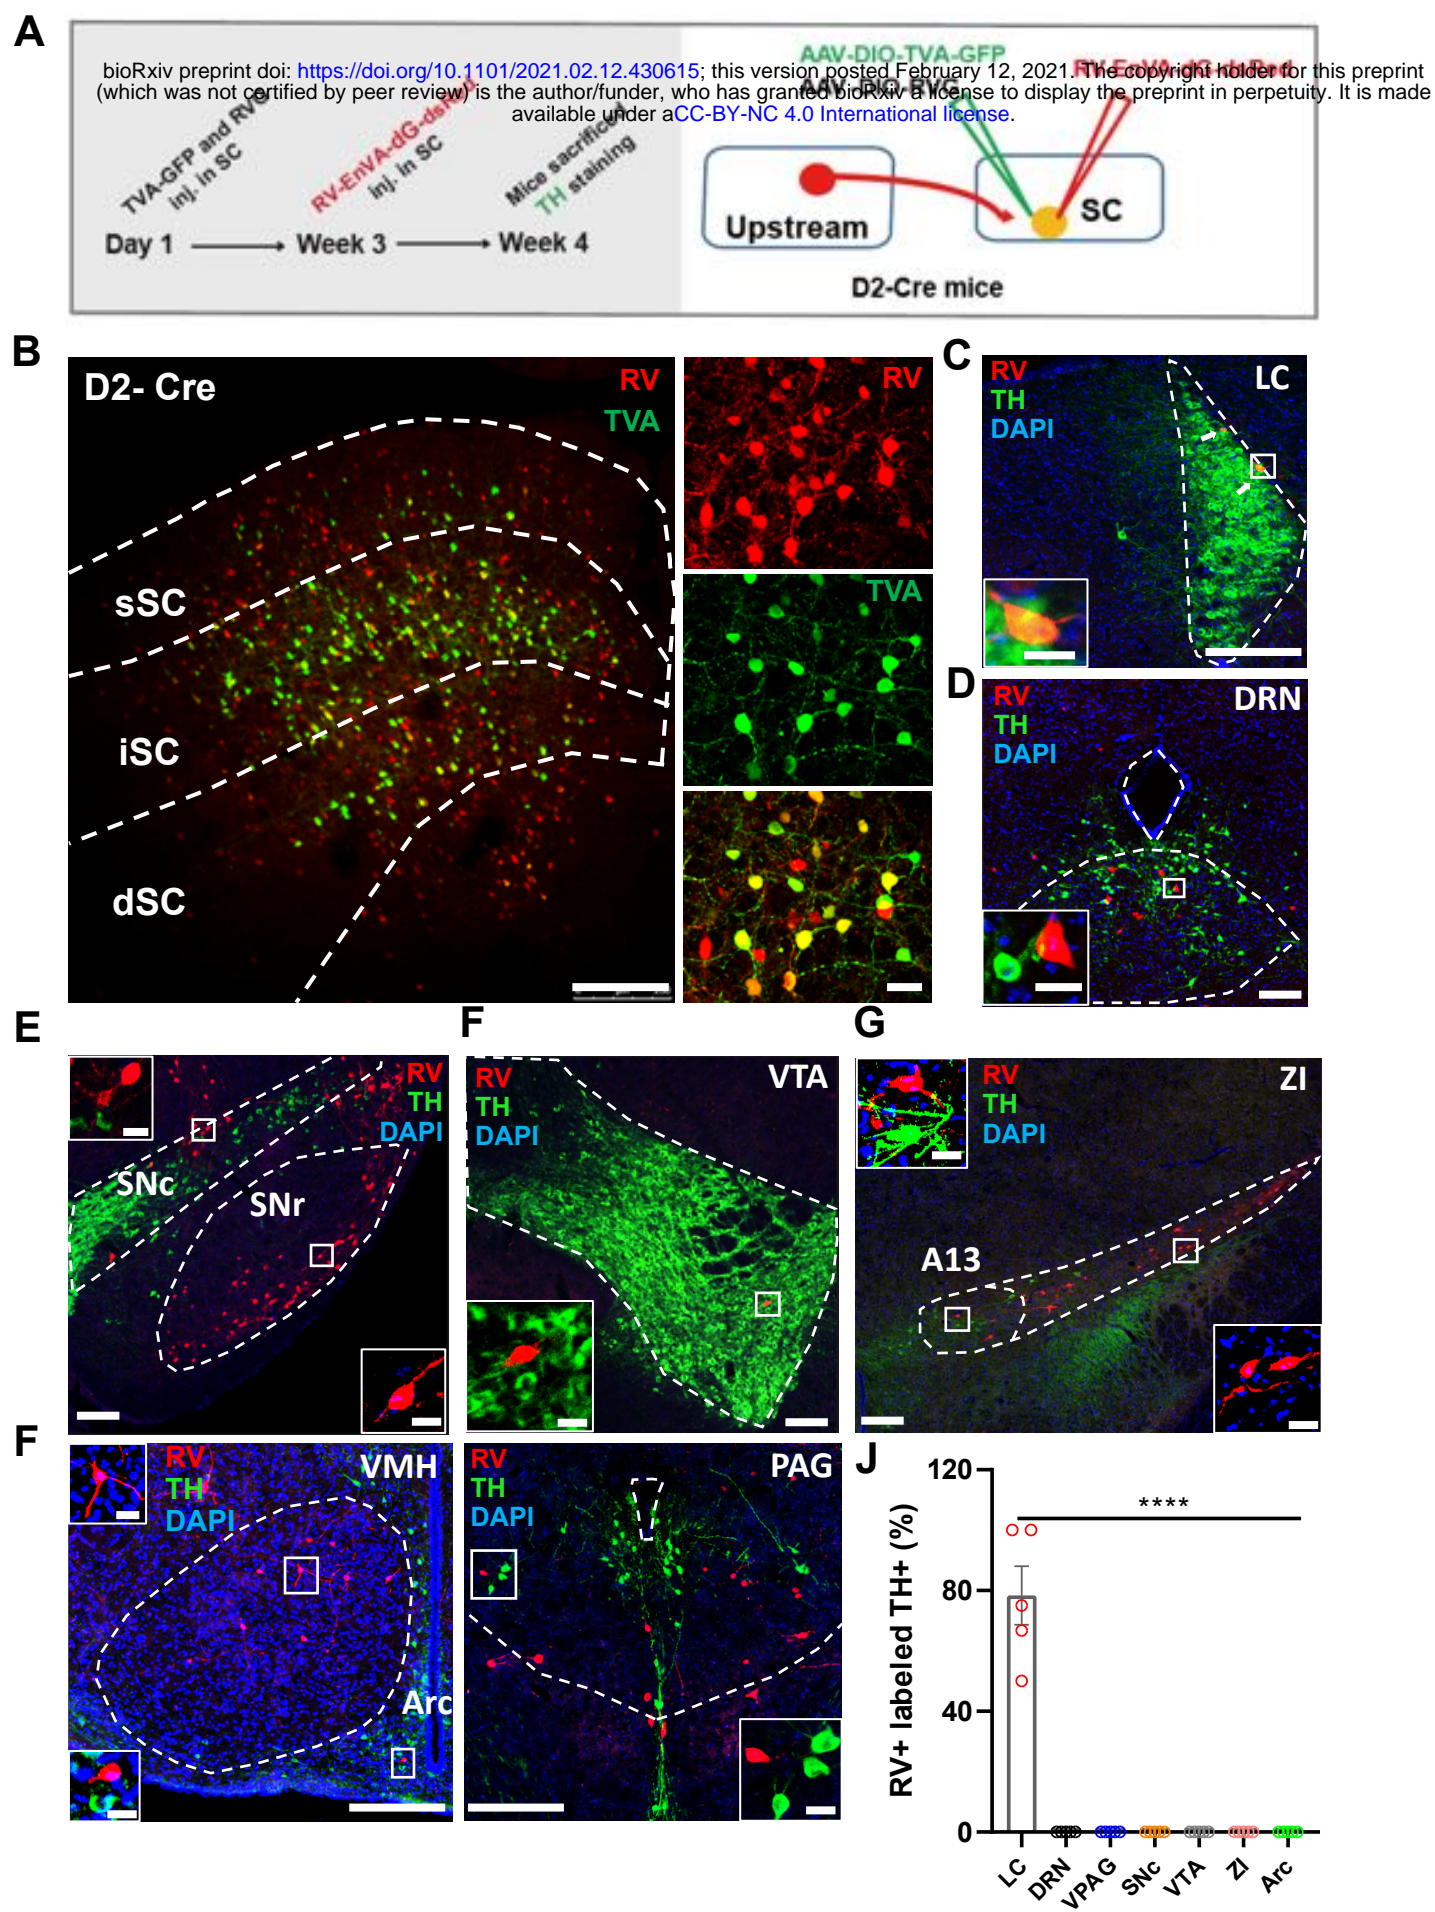 A
bioRxiv preprint doi: https://doi.org/10.1101/2021.02.12.430615; this version posted February 12, 2021. The copyright holder for this preprint
(which was not certified by peer review) is the author/funder, who has granted bioRxiv a license to display the preprint in perpetuity. It is made
available under aCC-BY-NC 4.0 International license.
AAV-DIO-TVA-GFP
AAV-DIO-RVG
RV-EnVA-dG-dsRed
TVA-GFP and RVG
inj. in SC
RV-EnVA-dG-dsRed
inj. in SC
Mice sacrificed
TH staining
Day 1
Week 3
Week 4
Upstream
SC
D2-Cre mice
B
D2- Cre
RV
TVA
sSC
iSC
dSC
RV
TVA
C
RV
TH
DAPI
LC
D
RV
TH
DAPI
DRN
E
RV
TH
DAPI
SNc
SNr
F
RV
TH
DAPI
VTA
G
RV
TH
DAPI
ZI
A13
F
RV
TH
DAPI
VMH
Arc
RV
TH
DAPI
PAG
J
RV+ labeled TH+ (%)
120
80
40
0
****
LC
DRN
VPAG
SNc
VTA
ZI
Arc